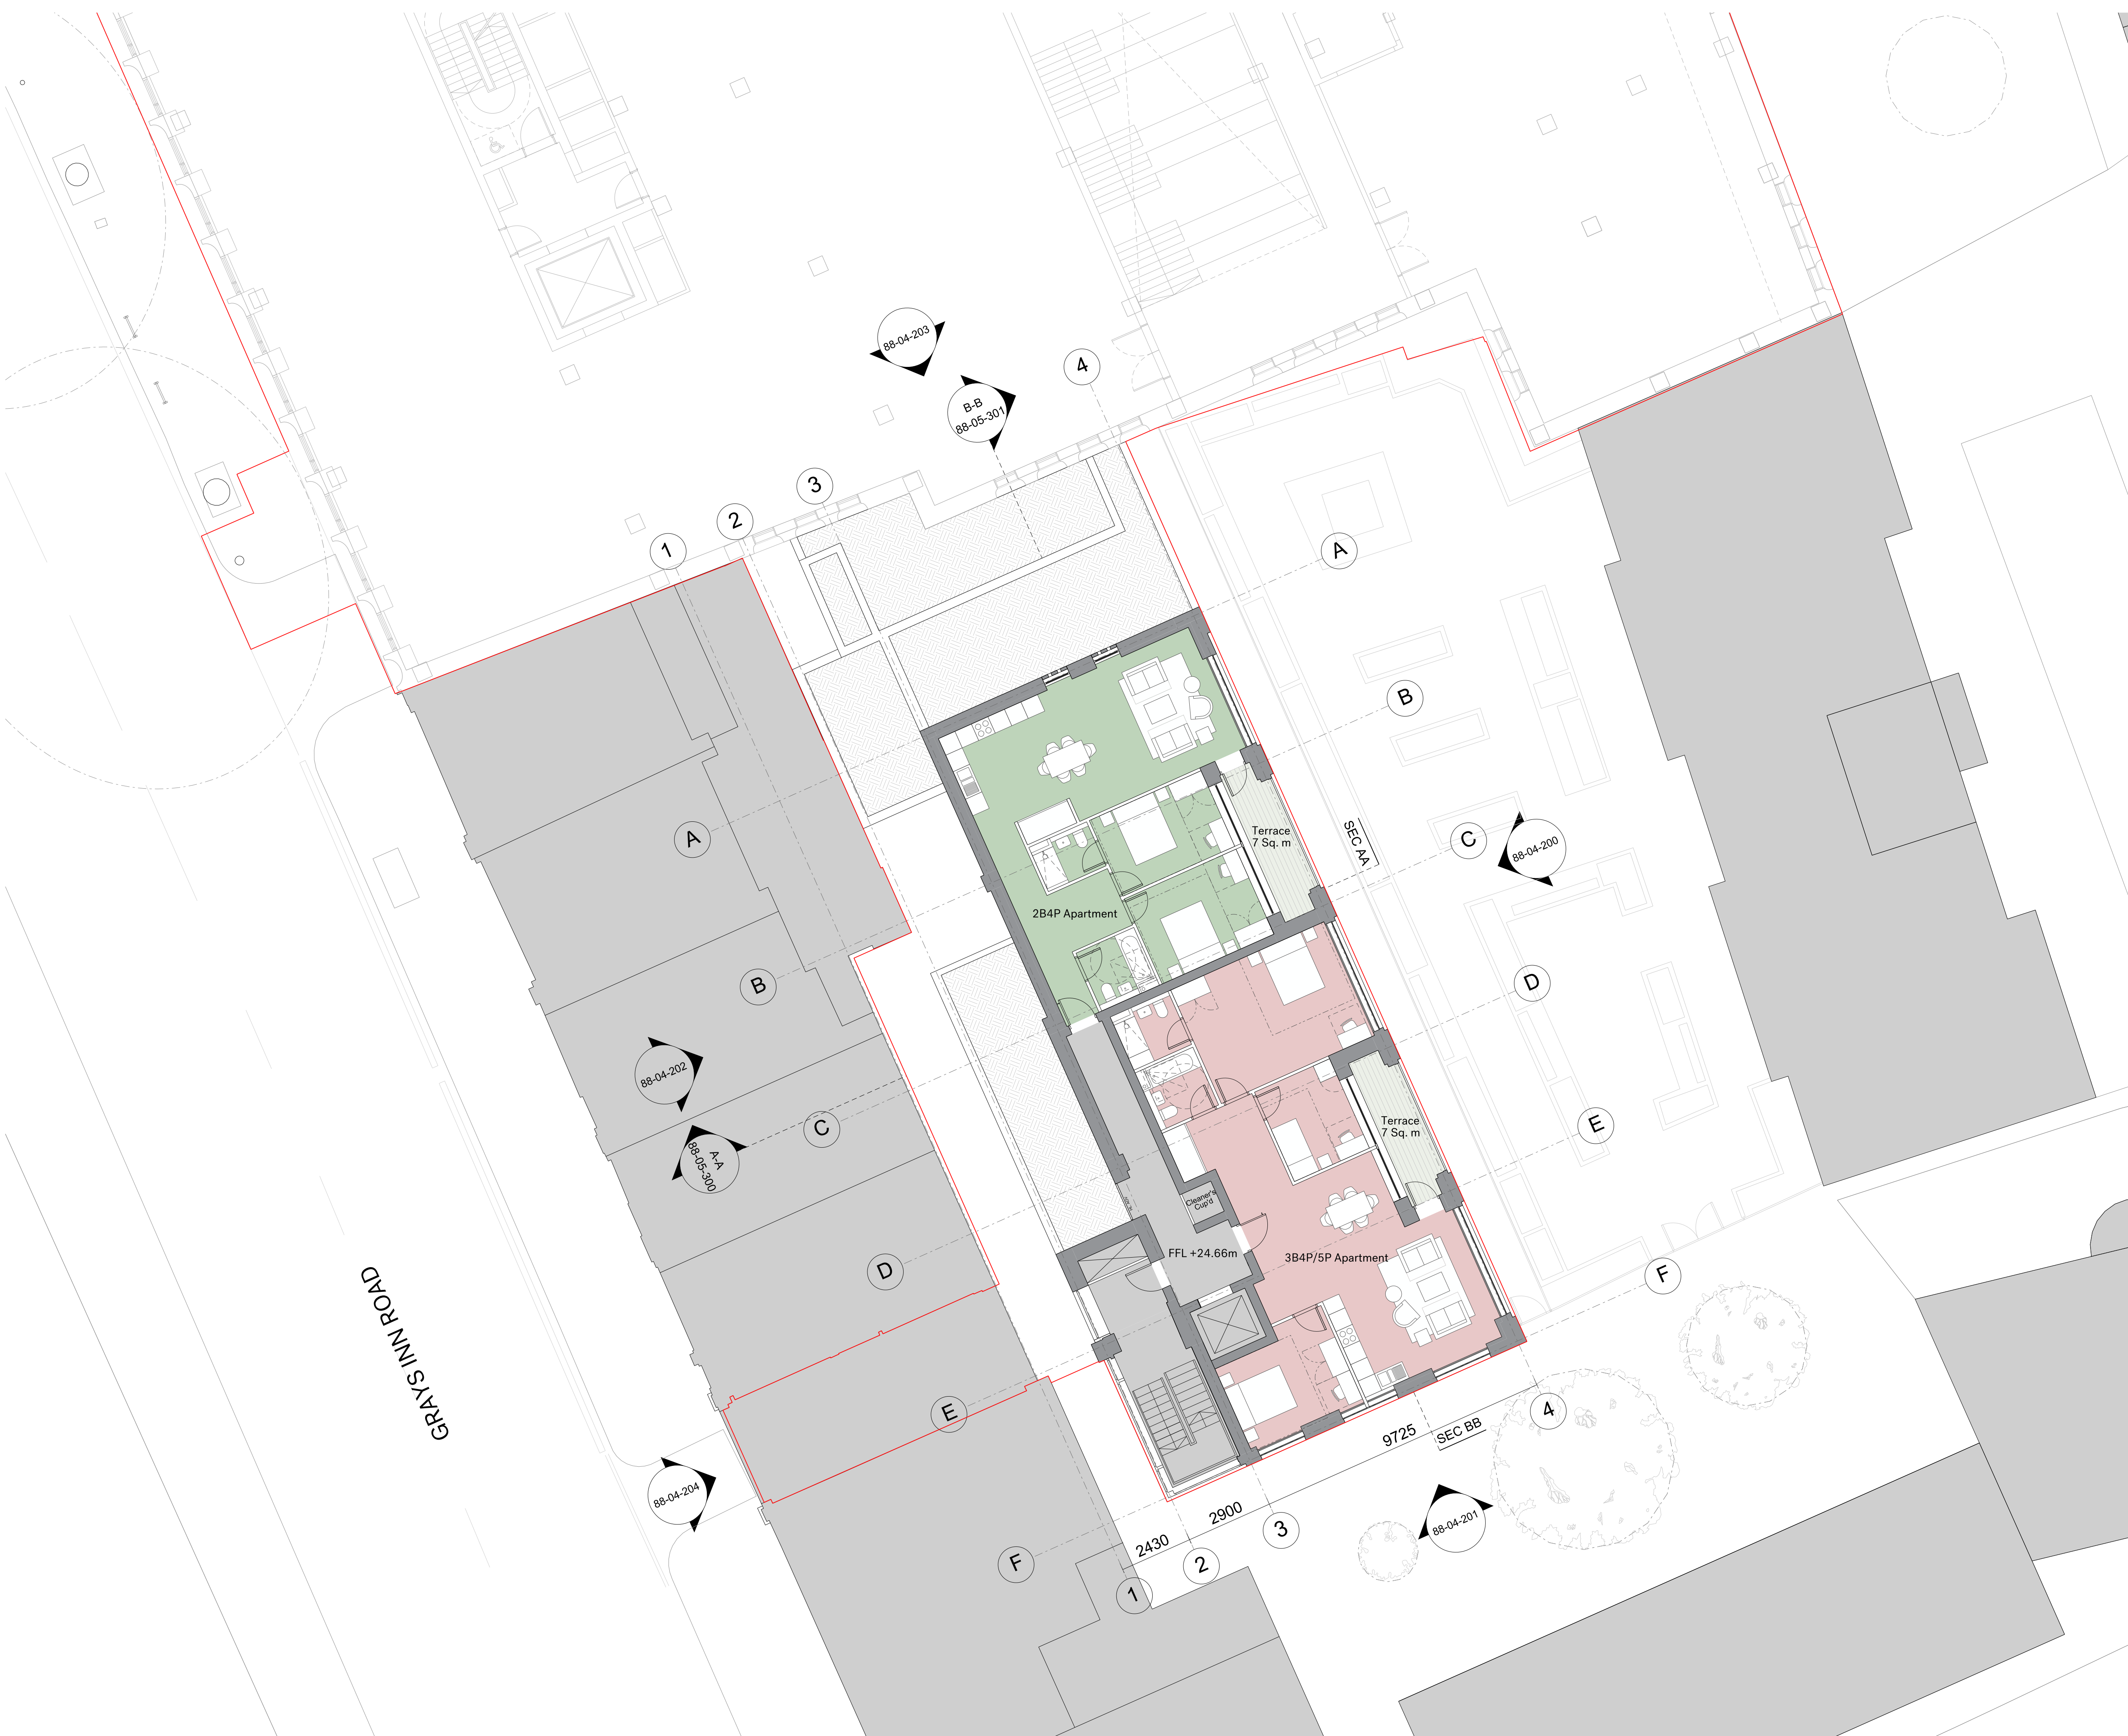 88-04-203
B-B
88-05-301
4
3
2
1
A
B
Terrace
7 Sq. m
SEC AA
C
88-04-200
A
2B4P Apartment
B
D
88-04-202
C
A-A
88-05-300
E
Terrace
7 Sq. m
Cleaner's
Cup'd
FFL +24.66m
3B4P/5P Apartment
D
F
GRAYS INN ROAD
E
4
9725
SEC BB
88-04-204
2900
3
88-04-201
2430
2
F
1